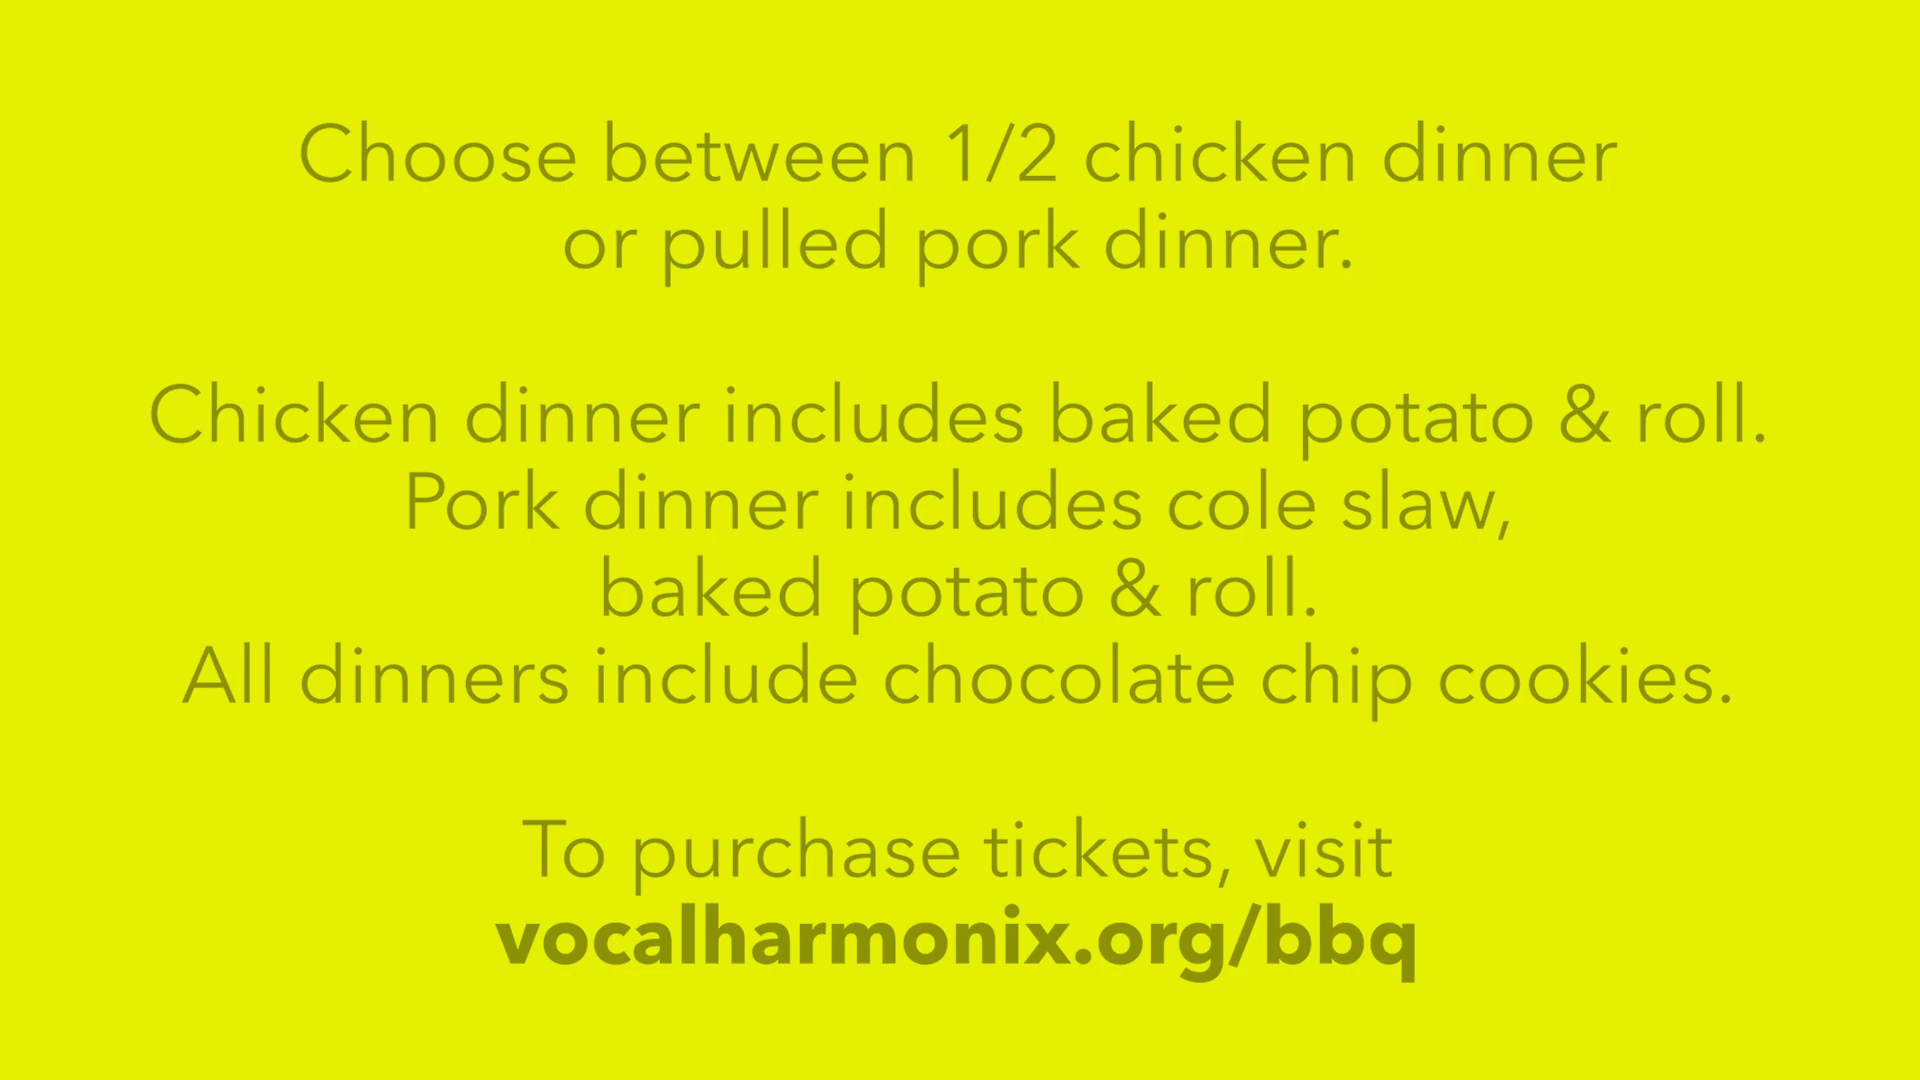 Choose between 1/2 chicken dinner
or pulled pork dinner.
Chicken dinner includes baked potato & roll.
Pork dinner includes cole slaw,
baked potato & roll.
All dinners include chocolate chip cookies.
To purchase tickets, visit
vocalharmonix.org/bbq